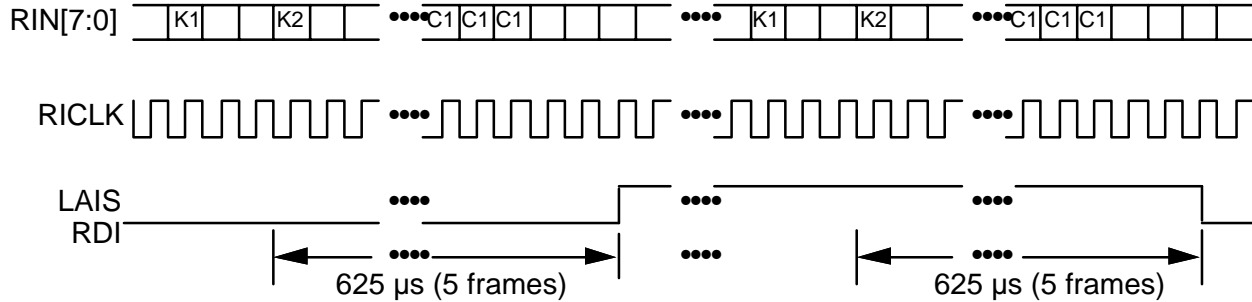 RIN[7:0] K1 K2 •••• C1 C1 C1 •••• K1 K2 •••• C1 C1 C1
RICLK •••• •••• ••••
LAIS •••• •••• ••••
RDI
•••• •••• ••••
625 µs (5 frames) 625 µs (5 frames)